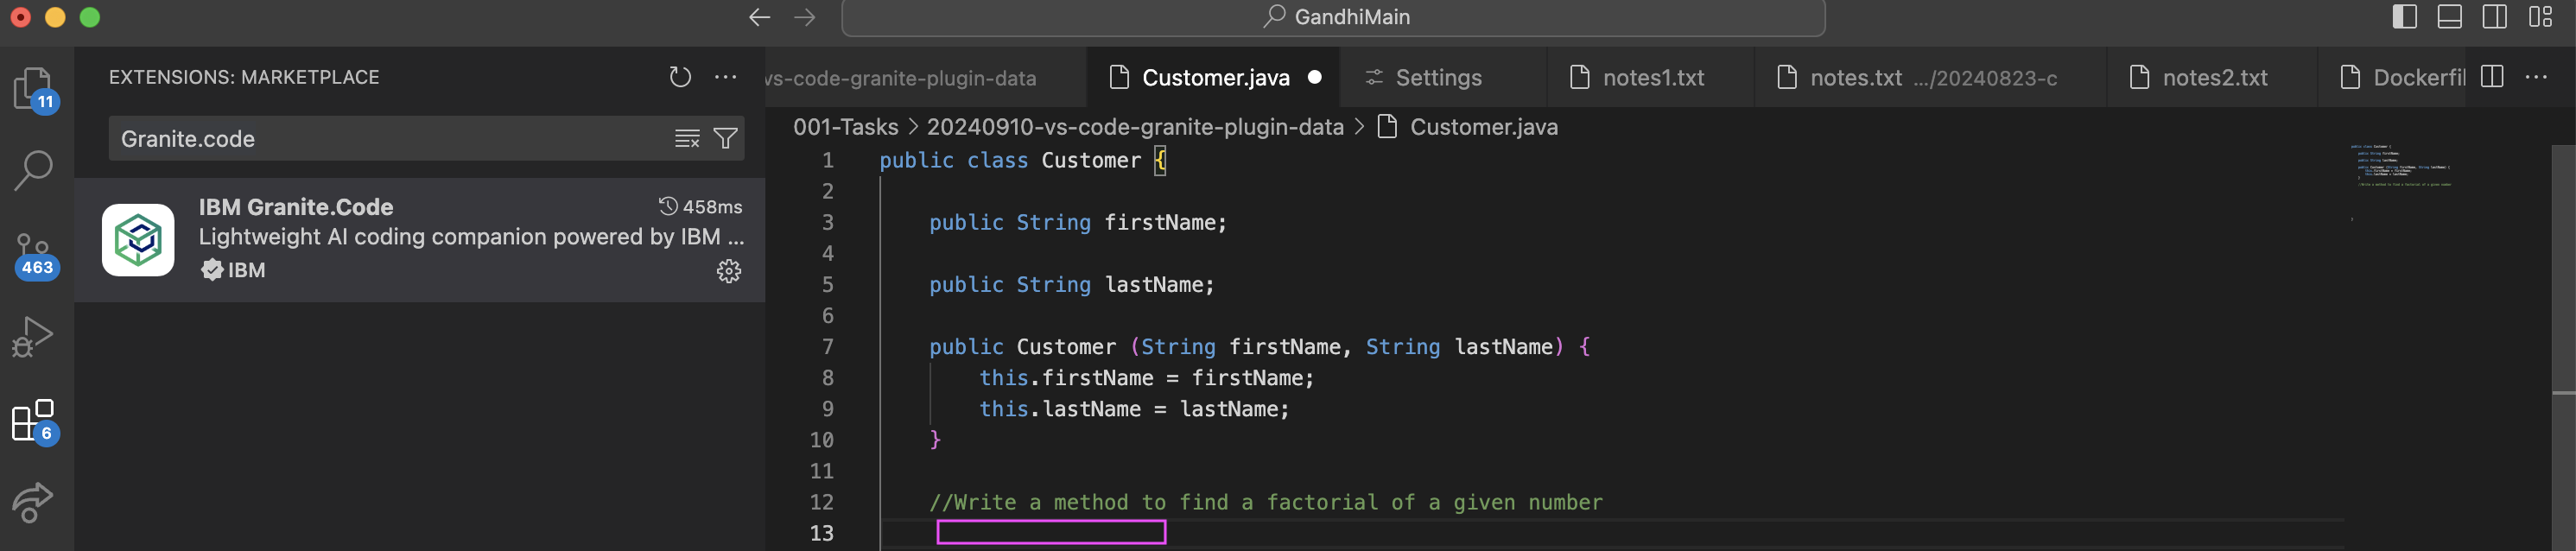 GandhiMain
EXTENSIONS: MARKETPLACE
vs-code-granite-plugin-data
Customer.java
Settings
notes1.txt
notes.txt .../20240823-c
notes2.txt
Dockerfil
11
Granite.code
001-Tasks > 20240910-vs-code-granite-plugin-data > Customer.java
IBM Granite.Code
458ms
Lightweight AI coding companion powered by IBM ...
IBM
463
6
1 public class Customer {
2
3 public String firstName;
4
5 public String lastName;
6
7 public Customer (String firstName, String lastName) {
8 this.firstName = firstName;
9 this.lastName = lastName;
10 }
11
12 //Write a method to find a factorial of a given number
13